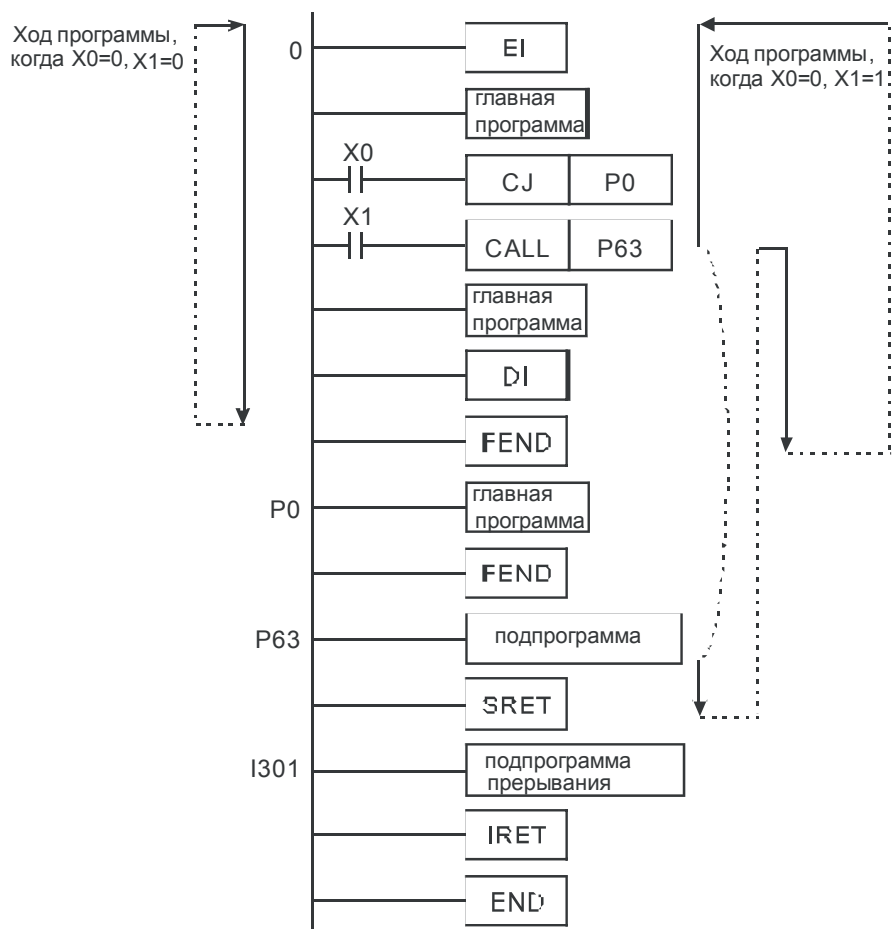 Ход программы,
когда X0=0, X1=0
Ход программы,
когда X0=0, X1=1
0
EI
главная
программа
X0
CJ P0
X1
CALL P63
главная
программа
DI
FEND
P0
главная
программа
FEND
P63
подпрограмма
SRET
I301
подпрограмма
прерывания
IRET
END